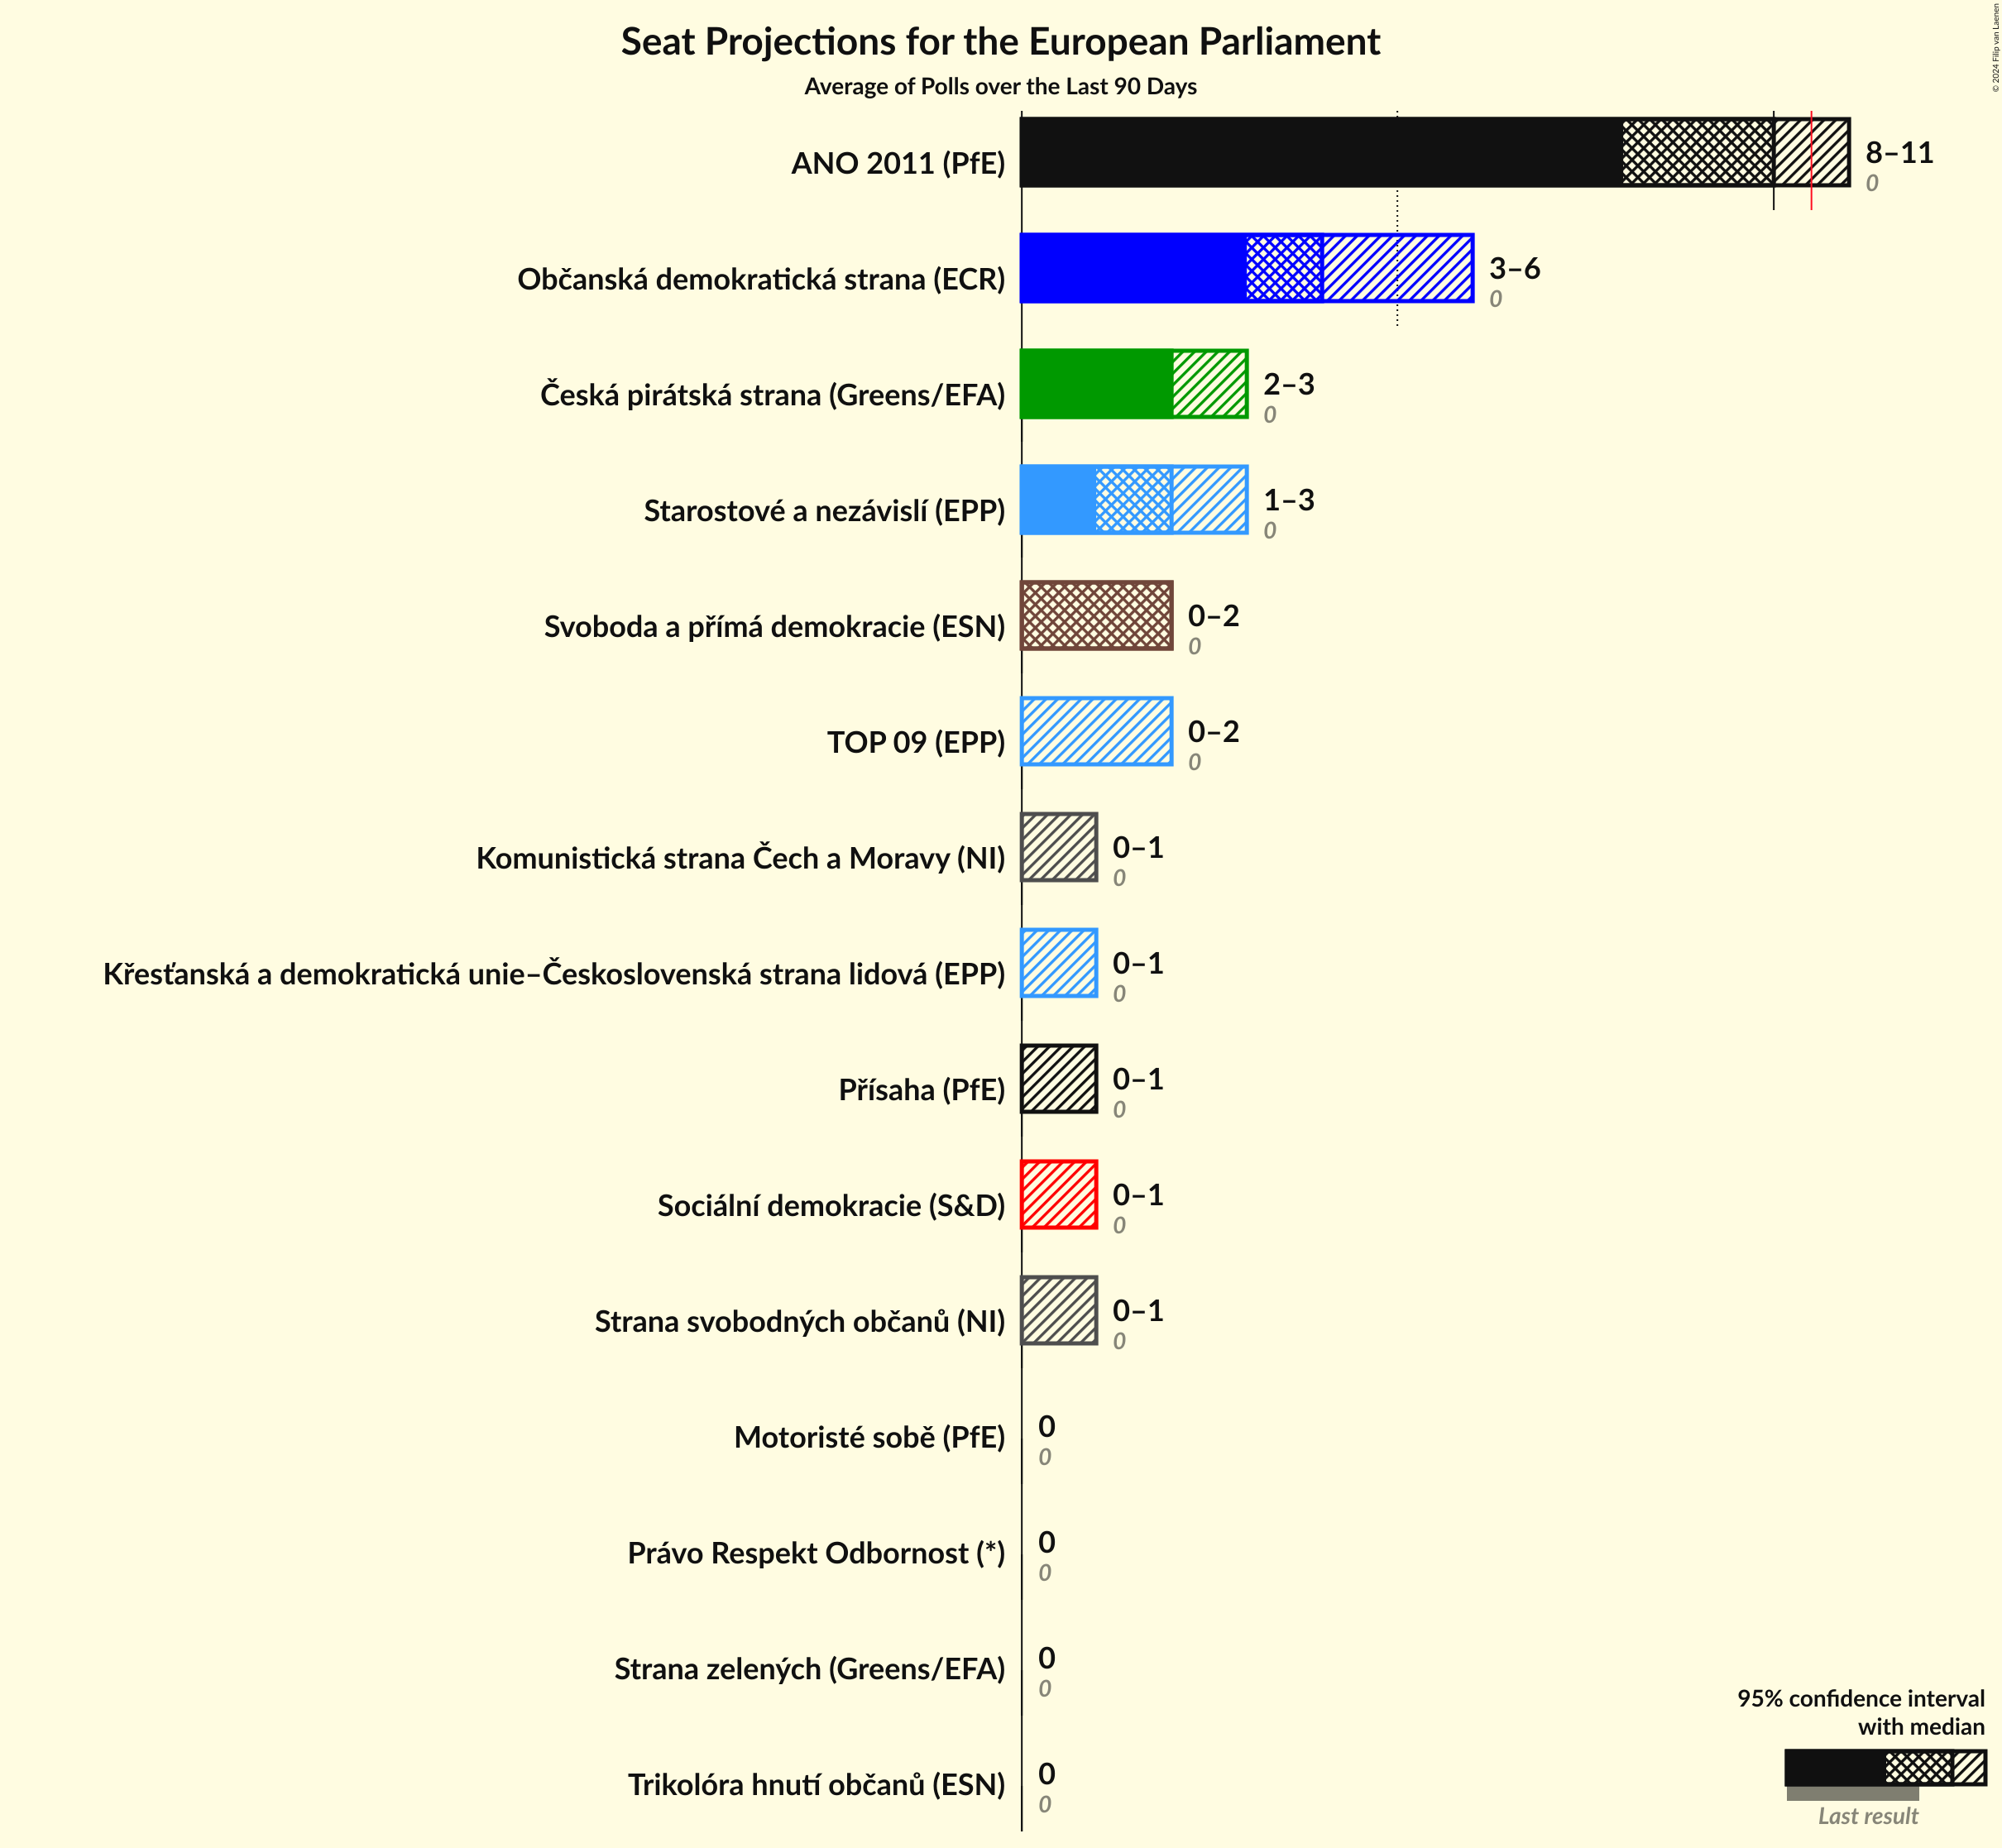 Seat Projections for the European Parliament
Average of Polls over the Last 90 Days
© 2024 Filip van Laenen
ANO 2011 (PfE)
8–11
0
Občanská demokratická strana (ECR)
3–6
0
Česká pirátská strana (Greens/EFA)
2–3
0
Starostové a nezávislí (EPP)
1–3
0
Svoboda a přímá demokracie (ESN)
0–2
0
TOP 09 (EPP)
0–2
0
Komunistická strana Čech a Moravy (NI)
0–1
0
Křesťanská a demokratická unie–Československá strana lidová (EPP)
0–1
0
Přísaha (PfE)
0–1
0
Sociální demokracie (S&D)
0–1
0
Strana svobodných občanů (NI)
0–1
0
Motoristé sobě (PfE)
0
0
Právo Respekt Odbornost (*)
0
0
Strana zelených (Greens/EFA)
0
0
Trikolóra hnutí občanů (ESN)
0
0
95% confidence interval
with median
Last result